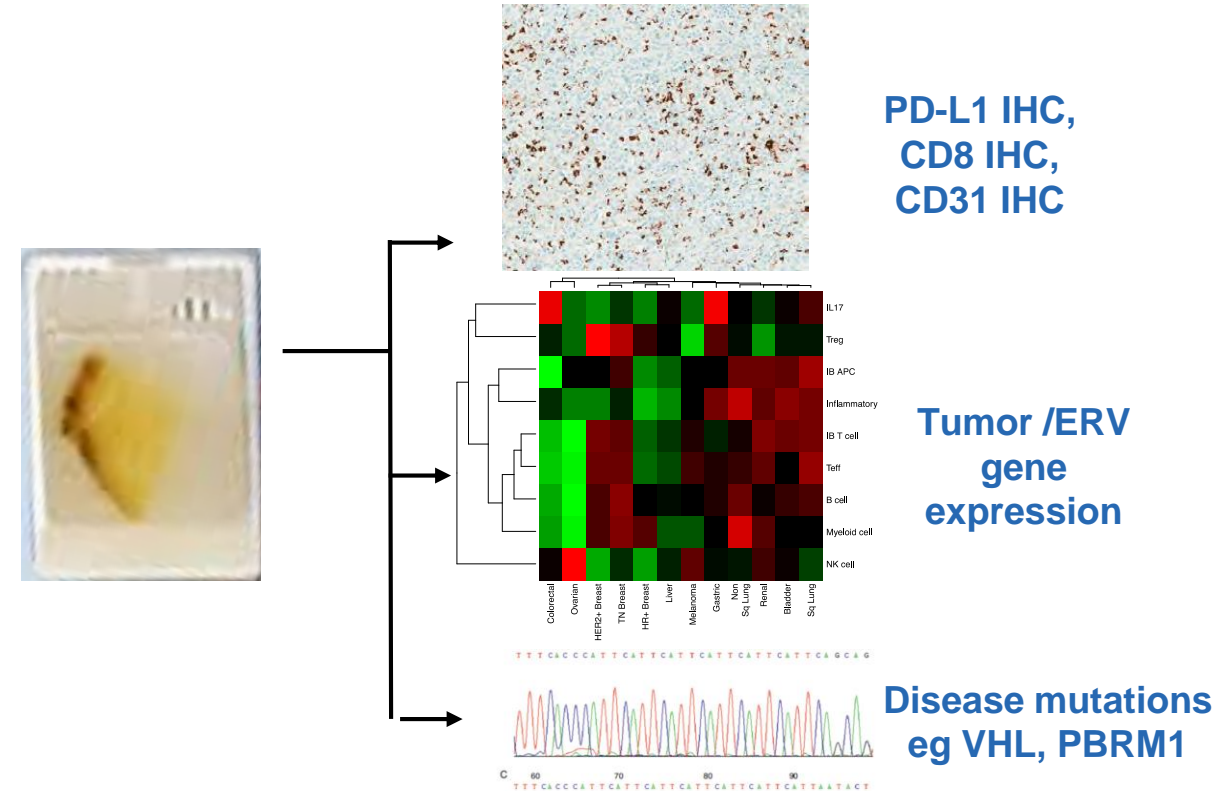 PD-L1 IHC,
CD8 IHC,
CD31 IHC
IL17
Treg
IB APC
Inflammatory
IB T cell
Teff
B cell
Myeloid cell
NK cell
Colorectal
Ovarian
HER2+ Breast
TN Breast
HR+ Breast
Liver
Melanoma
Gastric
Non
Sq Lung
Renal
Bladder
Sq Lung
Tumor /ERV
gene
expression
T T T C A C C C A T T C A T T C A T T C A T T C A T T C A T T C A G C A G
Disease mutations
eg VHL, PBRM1
C 60 70 80 90
T T T C A C C C A T T C A T T C A T T C A T T C A T T C A T T A A T A C T